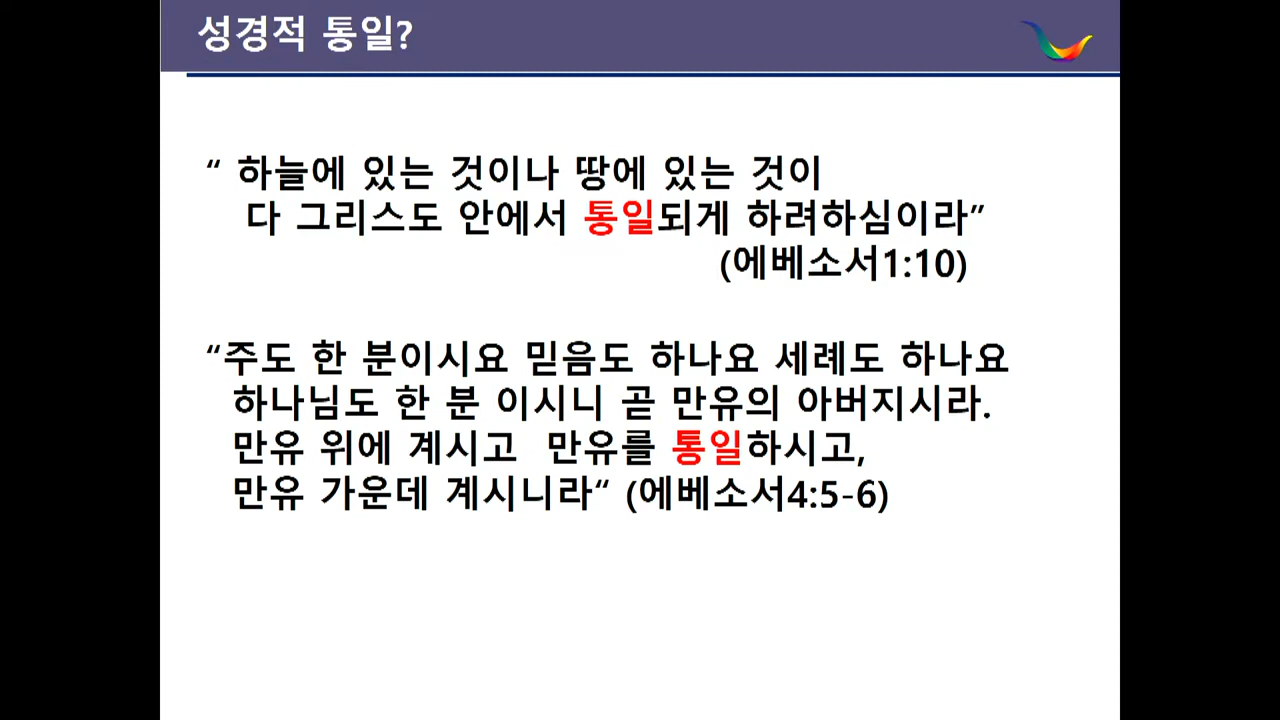 성경적 통일?
“ 하늘에 있는 것이나 땅에 있는 것이
다 그리스도 안에서 통일되게 하려하심이라”
(에베소서1:10)
“주도 한 분이시요 믿음도 하나요 세례도 하나요
하나님도 한 분 이시니 곧 만유의 아버지시라.
만유 위에 계시고  만유를 통일하시고,
만유 가운데 계시니라“ (에베소서4:5-6)